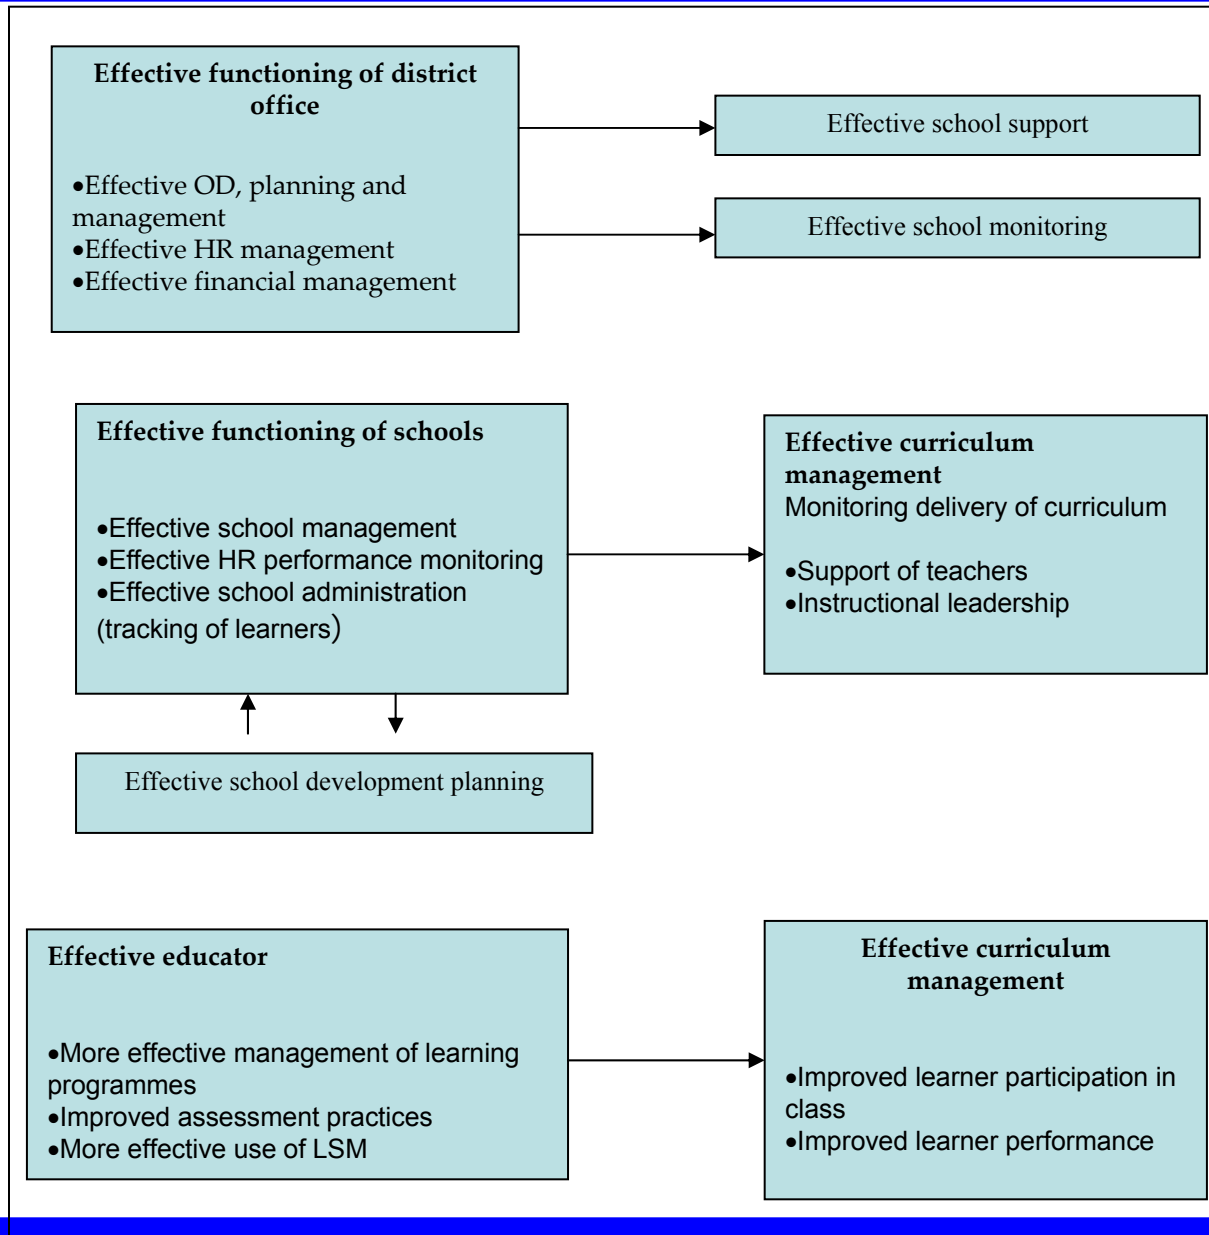 Effective functioning of district
office
•Effective OD, planning and
management
•Effective HR management
•Effective financial management
Effective school support
Effective school monitoring
Effective functioning of schools
•Effective school management
•Effective HR performance monitoring
•Effective school administration
(tracking of learners)
Effective curriculum
management
Monitoring delivery of curriculum
•Support of teachers
•Instructional leadership
Effective school development planning
Effective educator
•More effective management of learning
programmes
•Improved assessment practices
•More effective use of LSM
Effective curriculum
management
•Improved learner participation in
class
•Improved learner performance